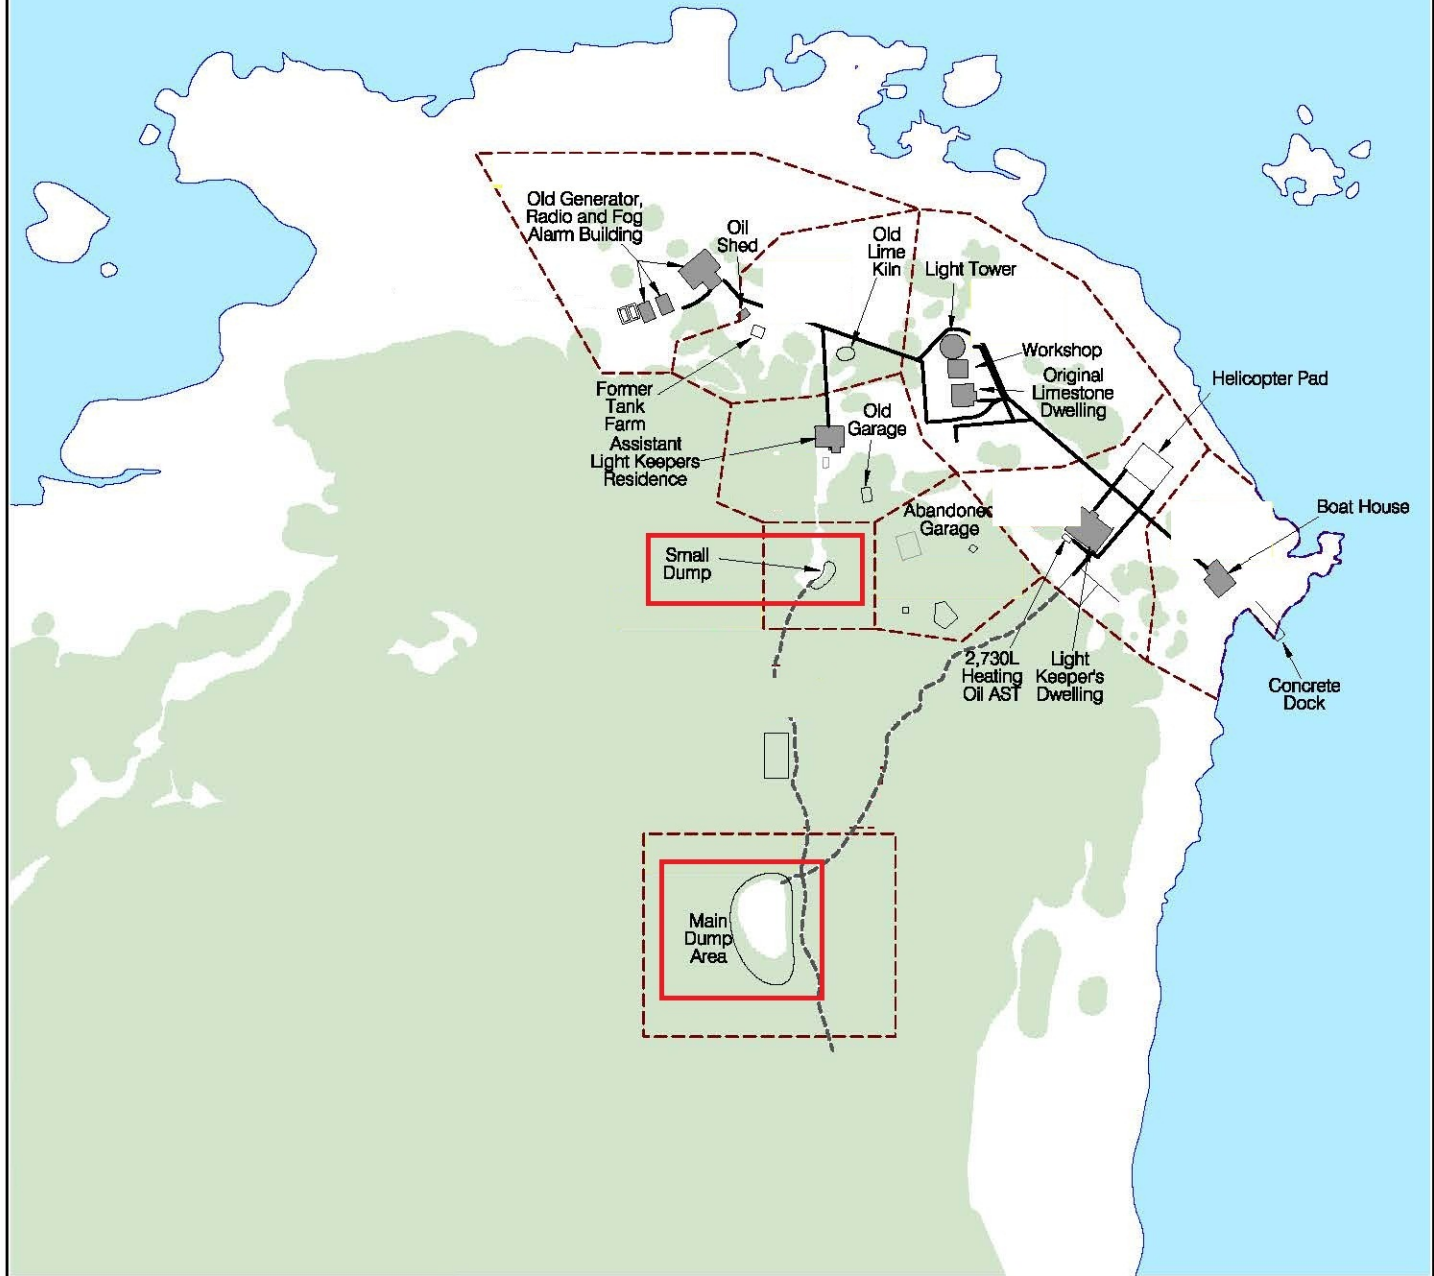 Old Generator,
Radio and Fog
Alarm Building
Oil
Shed
Old
Lime
Kiln
Light Tower
Workshop
Original
Limestone
Dwelling
Helicopter Pad
Former
Tank
Farm
Assistant
Light Keepers
Residence
Old
Garage
Abandoned
Garage
Boat House
Small
Dump
2,730L
Heating
Oil AST
Light
Keeper's
Dwelling
Concrete
Dock
Main
Dump
Area